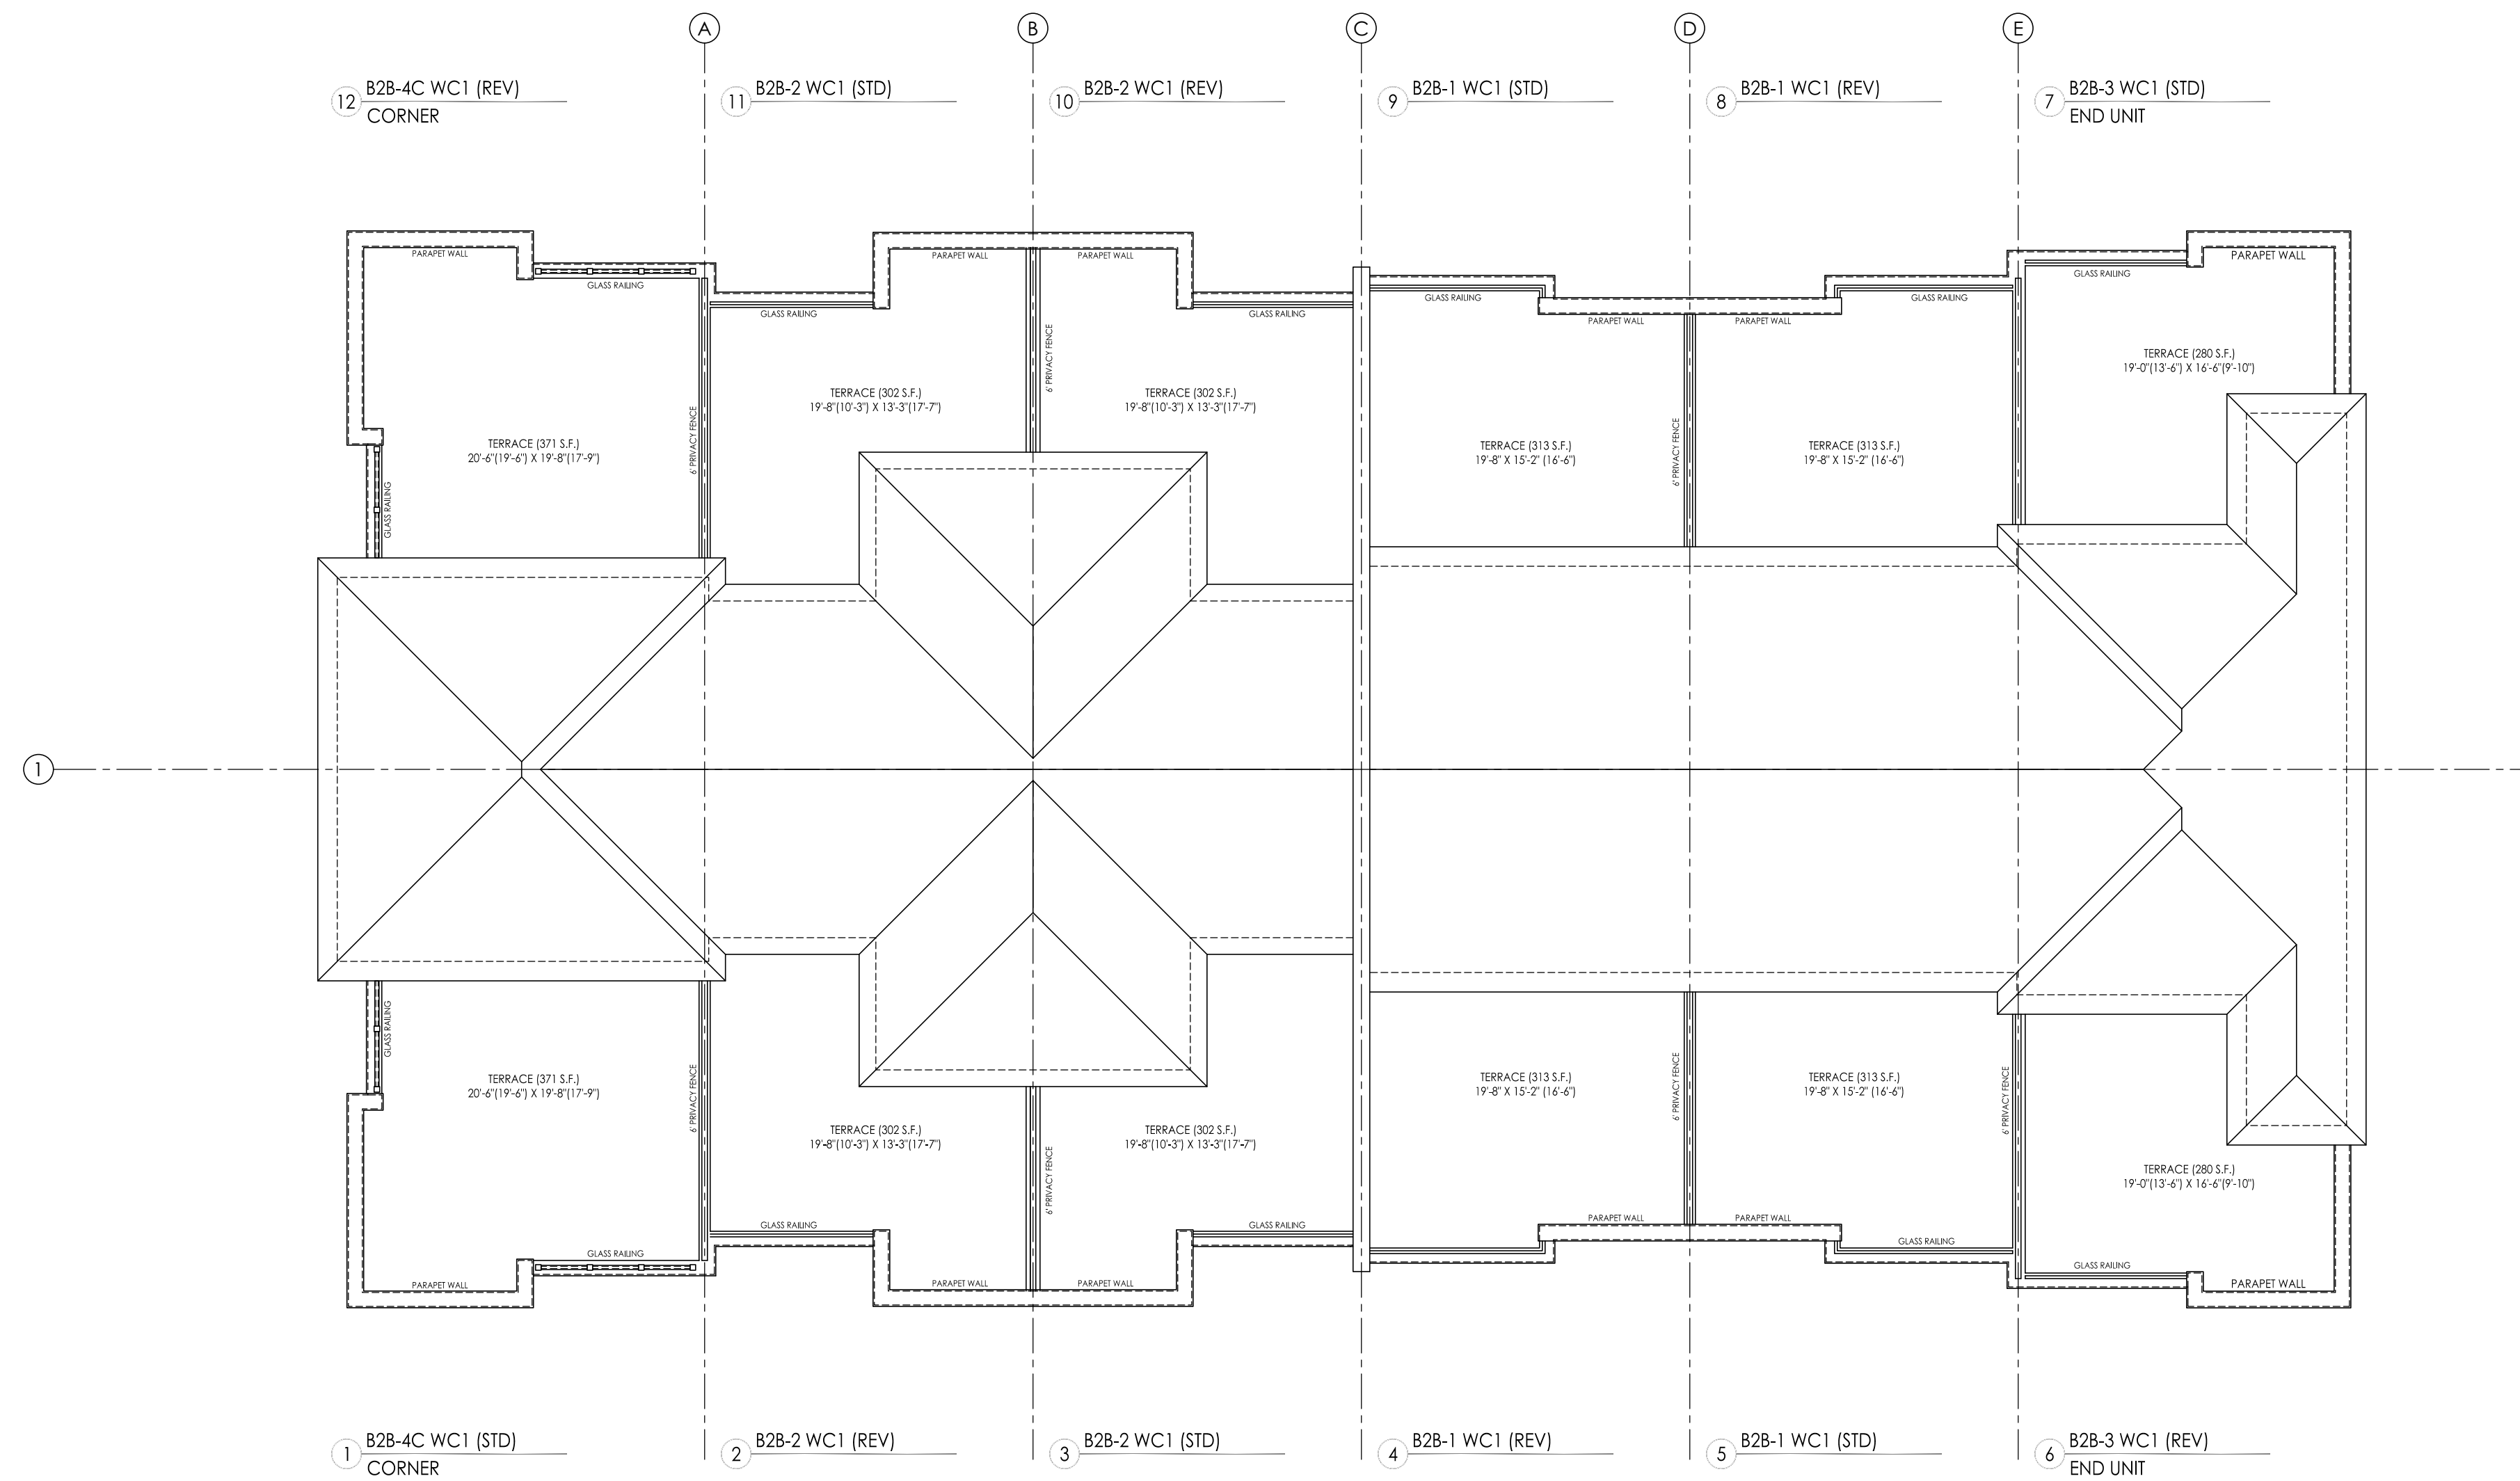 A
B
C
D
E
12
B2B-4C WC1 (REV)
CORNER
11
B2B-2 WC1 (STD)
10
B2B-2 WC1 (REV)
9
B2B-1 WC1 (STD)
8
B2B-1 WC1 (REV)
7
B2B-3 WC1 (STD)
END UNIT
PARAPET WALL
GLASS RAILING
GLASS RAILING
6' PRIVACY FENCE
TERRACE (371 S.F.)
20'-6"(19'-6") X 19'-8"(17'-9")
GLASS RAILING
PARAPET WALL
TERRACE (302 S.F.)
19'-8"(10'-3") X 13'-3"(17'-7")
6' PRIVACY FENCE
PARAPET WALL
GLASS RAILING
TERRACE (302 S.F.)
19'-8"(10'-3") X 13'-3"(17'-7")
GLASS RAILING
PARAPET WALL
TERRACE (313 S.F.)
19'-8" X 15'-2" (16'-6")
6' PRIVACY FENCE
PARAPET WALL
GLASS RAILING
TERRACE (313 S.F.)
19'-8" X 15'-2" (16'-6")
GLASS RAILING
PARAPET WALL
TERRACE (280 S.F.)
19'-0"(13'-6") X 16'-6"(9'-10")
1
GLASS RAILING
TERRACE (371 S.F.)
20'-6"(19'-6") X 19'-8"(17'-9")
6' PRIVACY FENCE
GLASS RAILING
PARAPET WALL
TERRACE (302 S.F.)
19'-8"(10'-3") X 13'-3"(17'-7")
GLASS RAILING
PARAPET WALL
6' PRIVACY FENCE
TERRACE (302 S.F.)
19'-8"(10'-3") X 13'-3"(17'-7")
GLASS RAILING
PARAPET WALL
TERRACE (313 S.F.)
19'-8" X 15'-2" (16'-6")
6' PRIVACY FENCE
PARAPET WALL
TERRACE (313 S.F.)
19'-8" X 15'-2" (16'-6")
6' PRIVACY FENCE
PARAPET WALL
GLASS RAILING
TERRACE (280 S.F.)
19'-0"(13'-6") X 16'-6"(9'-10")
GLASS RAILING
PARAPET WALL
1
B2B-4C WC1 (STD)
CORNER
2
B2B-2 WC1 (REV)
3
B2B-2 WC1 (STD)
4
B2B-1 WC1 (REV)
5
B2B-1 WC1 (STD)
6
B2B-3 WC1 (REV)
END UNIT